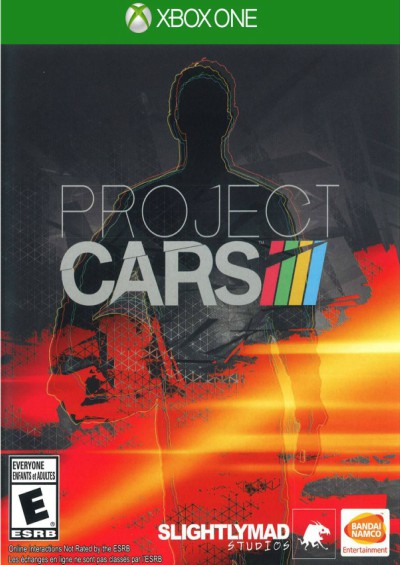 XBOX ONE
PROJECT
CARS™
EVERYONE
ENFANTS et ADULTES
E
ESRB
Online Interactions Not Rated by the ESRB
Les échanges en ligne ne sont pas classés par l'ESRB
SLIGHTLYMAD
STUDIOS
BANDAI
NAMCO
Entertainment